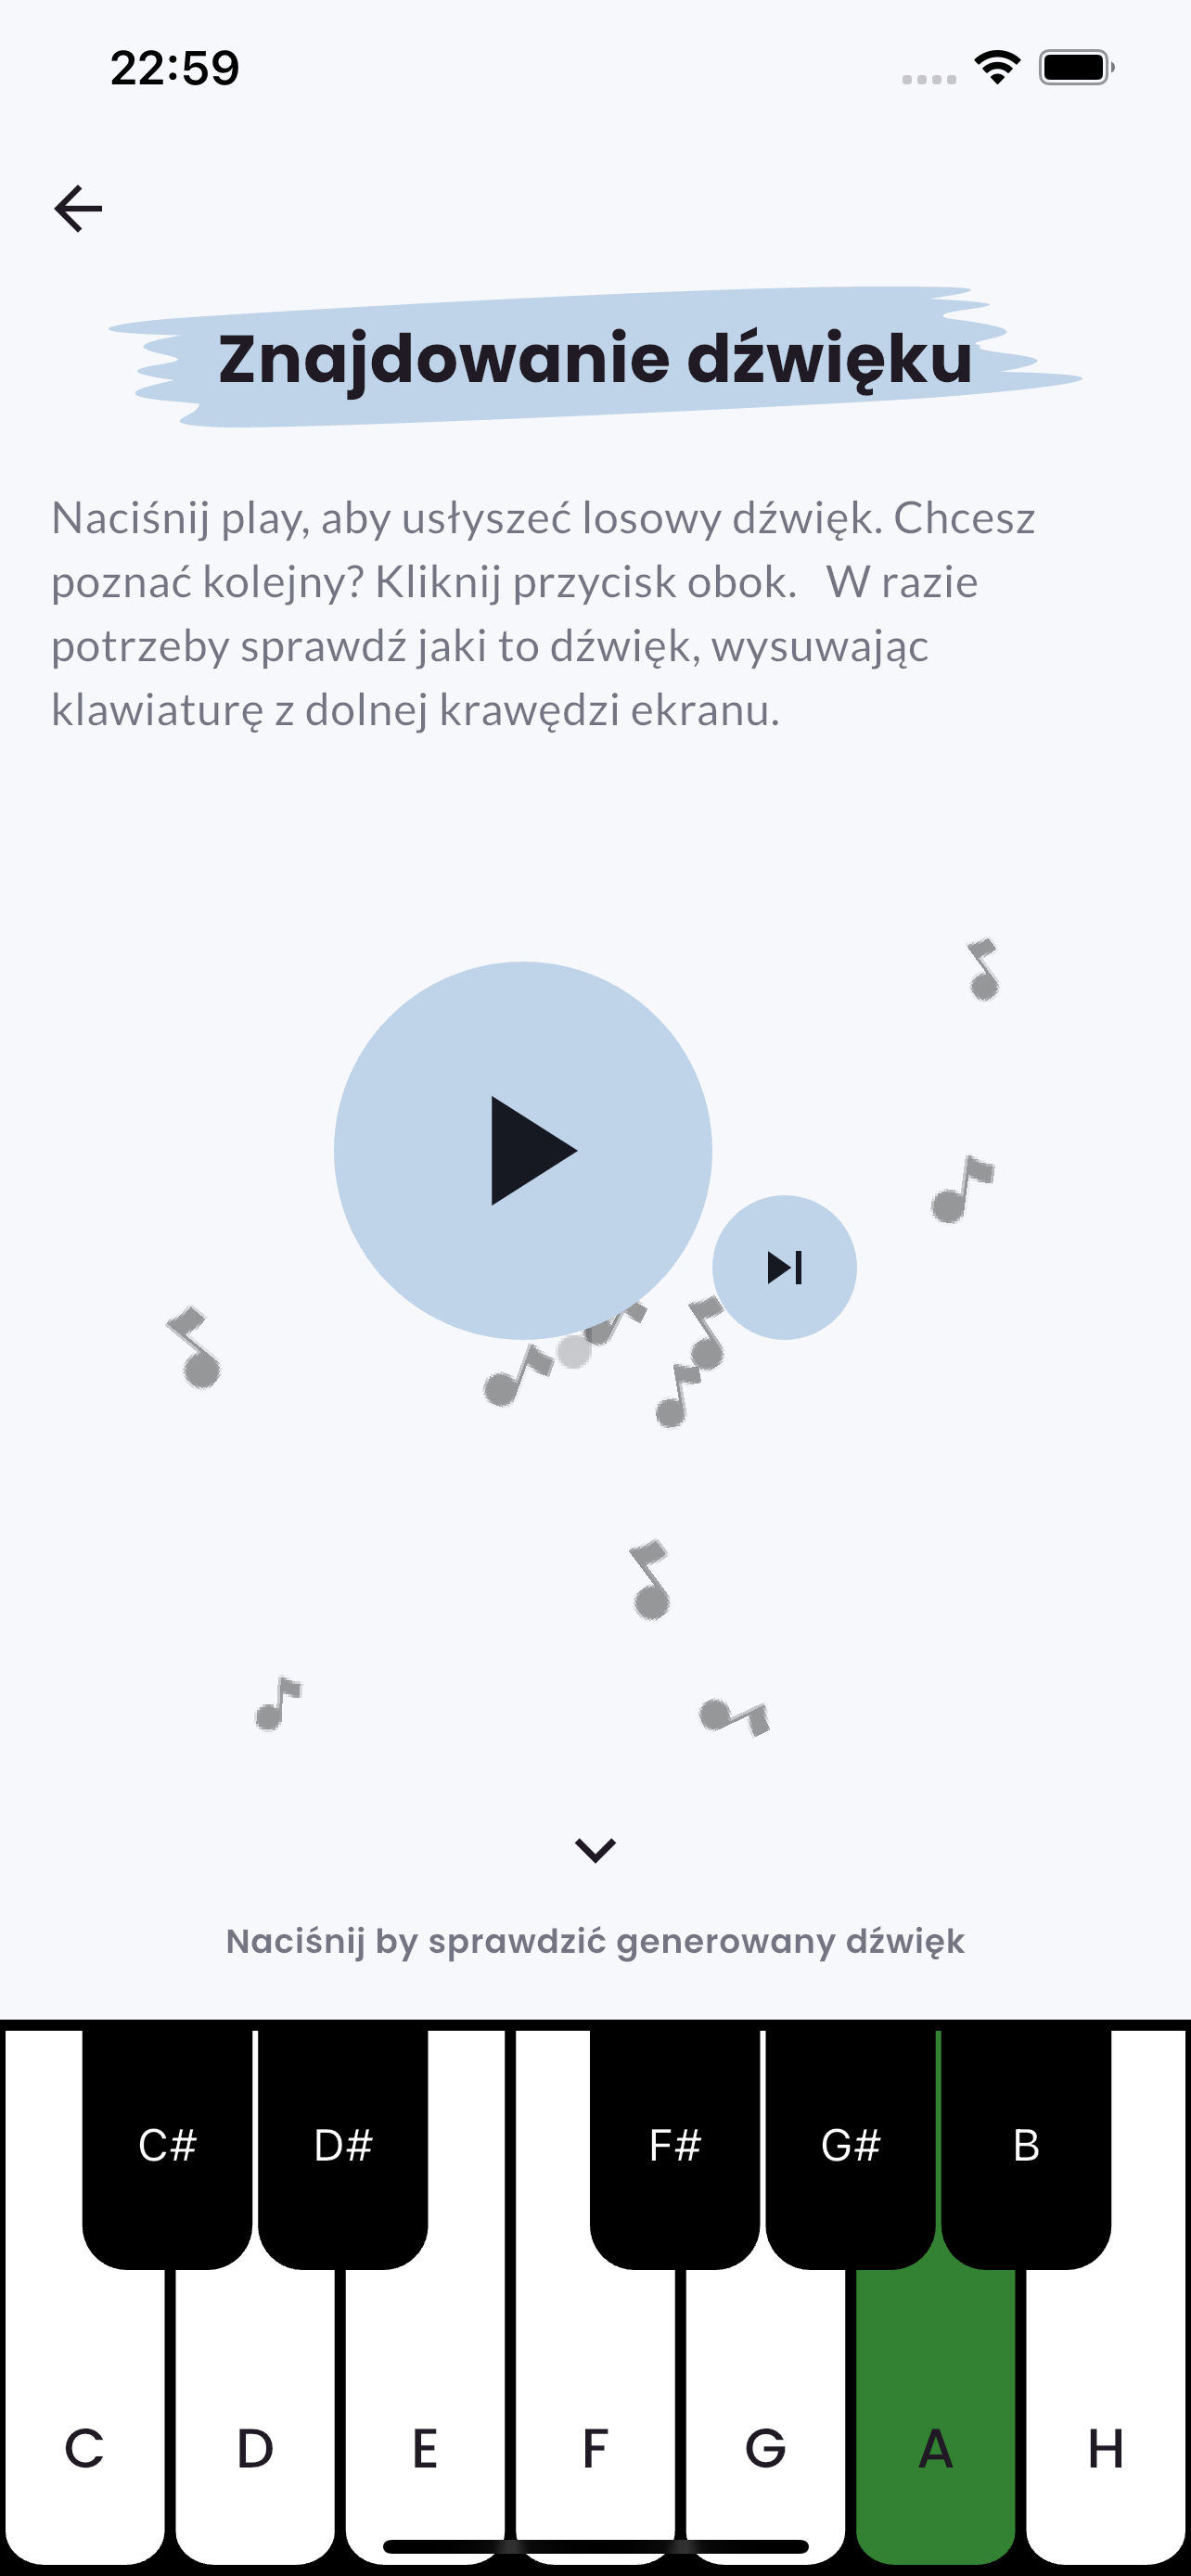 22:59
Znajdowanie dźwięku
Naciśnij play, aby usłyszeć losowy dźwięk. Chcesz
poznać kolejny? Kliknij przycisk obok.   W razie
potrzeby sprawdź jaki to dźwięk, wysuwając
klawiaturę z dolnej krawędzi ekranu.
Naciśnij by sprawdzić generowany dźwięk
C# D# F# G# B
C D E F G A H